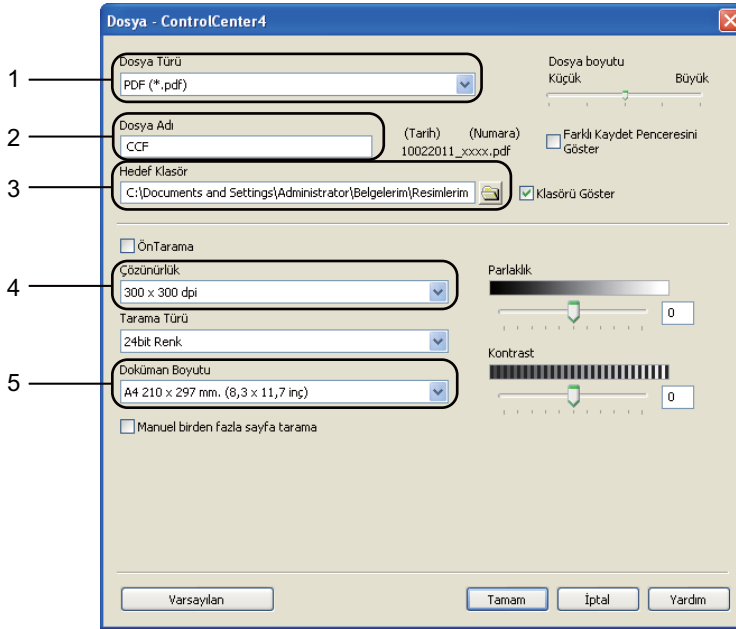 Dosya - ControlCenter4
1
Dosya Türü
PDF (*.pdf)
Dosya boyutu
Küçük Büyük
2
Dosya Adı
CCF
(Tarih) (Numara)
10022011_xxxx.pdf
Farklı Kaydet Penceresini
Göster
3
Hedef Klasör
C:\Documents and Settings\Administrator\Belgelerim\Resimlerim
Klasörü Göster
ÖnTarama
4
Çözünürlük
300 x 300 dpi
Parlaklık
0
Tarama Türü
24bit Renk
Kontrast
0
5
Doküman Boyutu
A4 210 x 297 mm. (8,3 x 11,7 inç)
Manuel birden fazla sayfa tarama
Varsayılan Tamam İptal Yardım